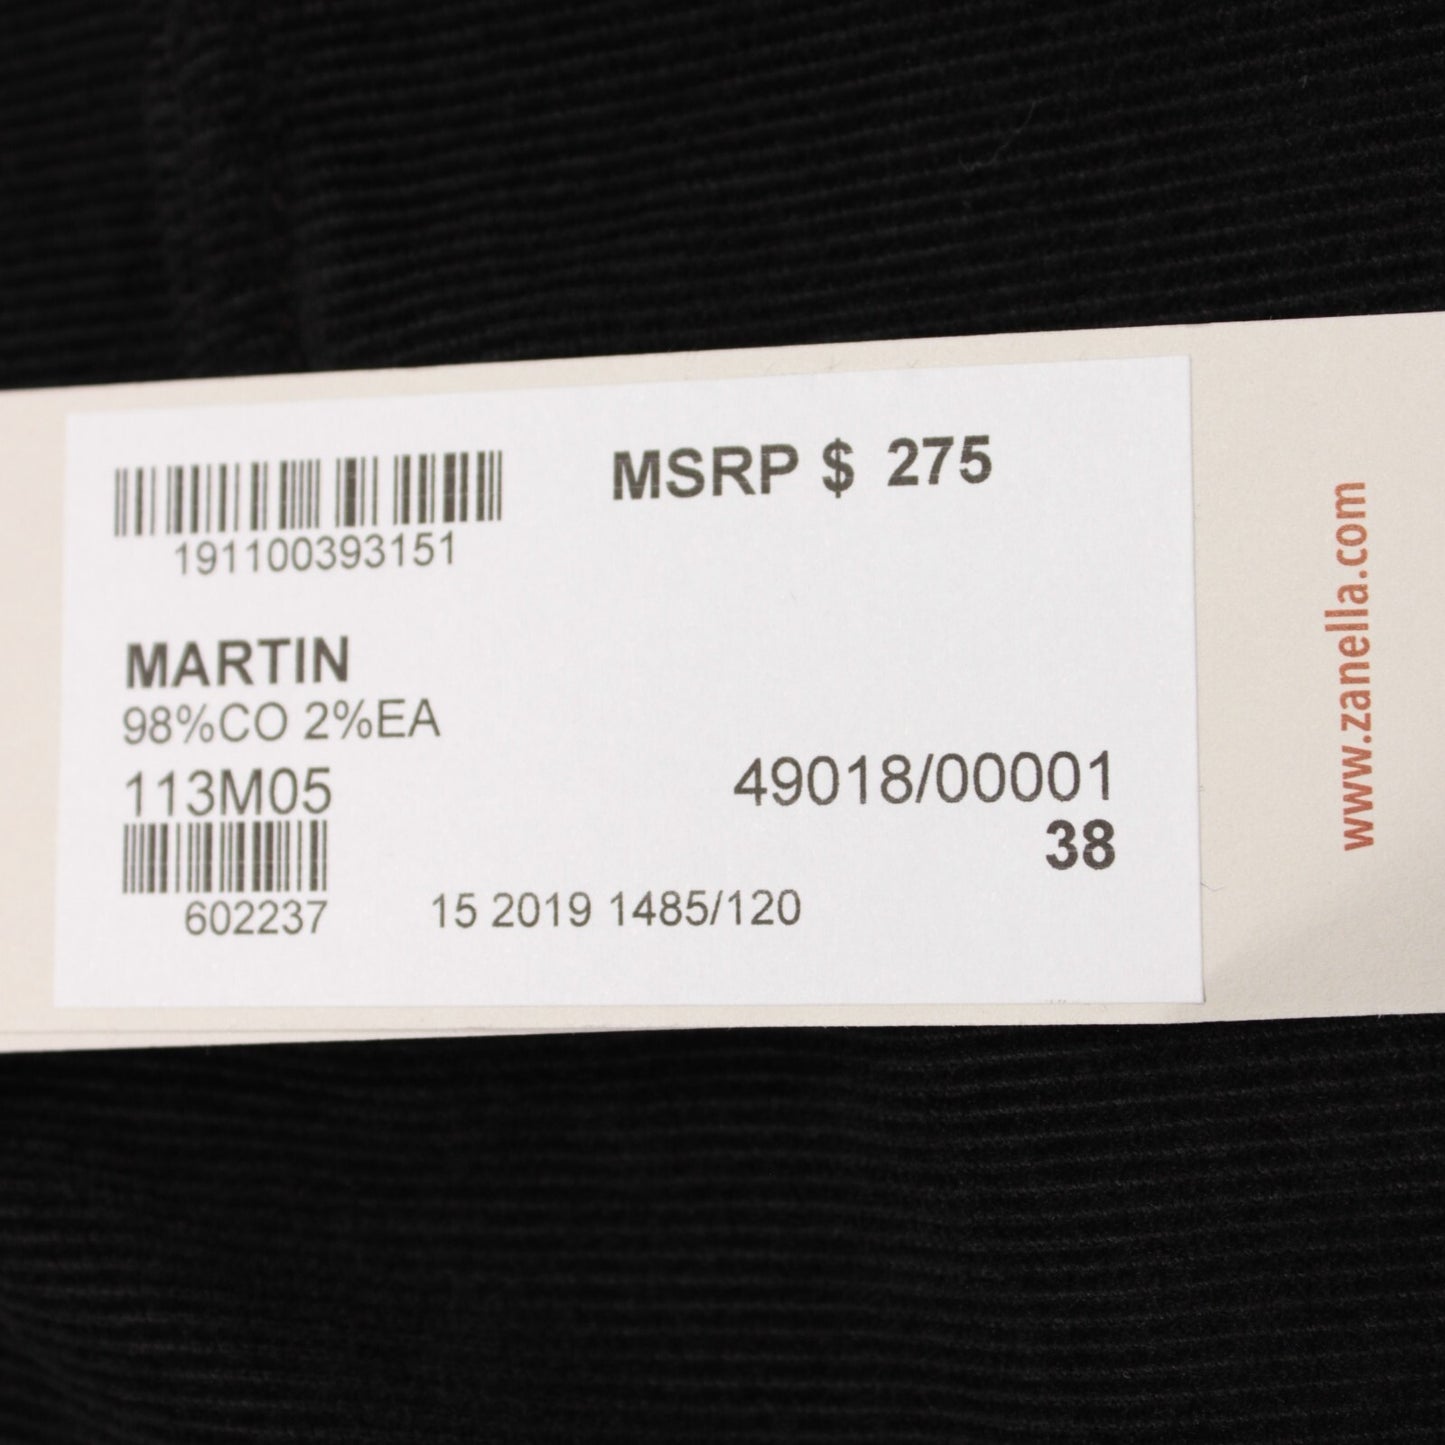 MSRP $ 275
191100393151
MARTIN
98%CO 2%EA
113M05
49018/00001
38
602237
15 2019 1485/120
www.zanella.com